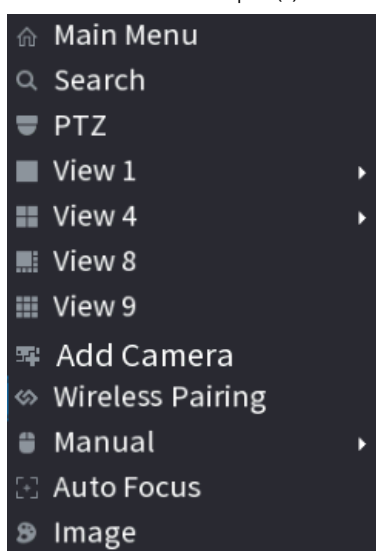 Main Menu
Search
PTZ
View 1
View 4
View 8
View 9
Add Camera
Wireless Pairing
Manual
Auto Focus
Image